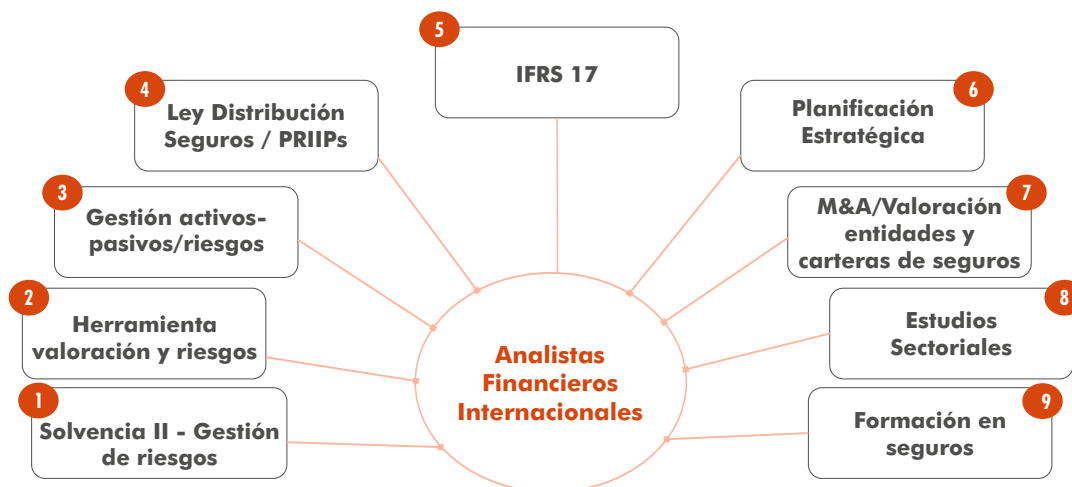 5
IFRS 17
4
Ley Distribución
Seguros / PRIIPs
6
Planificación
Estratégica
3
Gestión activos-
pasivos/riesgos
7
M&A/Valoración
entidades y
carteras de seguros
2
Herramienta
valoración y riesgos
8
Estudios
Sectoriales
Analistas
Financieros
Internacionales
1
Solvencia II - Gestión
de riesgos
9
Formación en
seguros